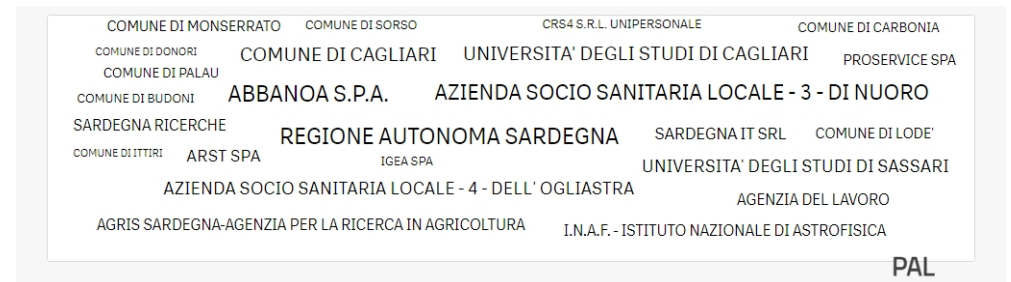 COMUNE DI MONSERRATO
COMUNE DI SORSO
CRS4 S.R.L. UNIPERSONALE
COMUNE DI CARBONIA
COMUNE DI DONORI
COMUNE DI CAGLIARI
UNIVERSITA' DEGLI STUDI DI CAGLIARI
PROSERVICE SPA
COMUNE DI PALAU
COMUNE DI BUDONI
ABBANOA S.P.A.
AZIENDA SOCIO SANITARIA LOCALE - 3 - DI NUORO
SARDEGNA RICERCHE
REGIONE AUTONOMA SARDEGNA
SARDEGNA IT SRL
COMUNE DI LODE'
COMUNE DI ITTIRI
ARST SPA
IGEA SPA
UNIVERSITA' DEGLI STUDI DI SASSARI
AZIENDA SOCIO SANITARIA LOCALE - 4 - DELL' OGLIASTRA
AGENZIA DEL LAVORO
AGRIS SARDEGNA-AGENZIA PER LA RICERCA IN AGRICOLTURA
I.N.A.F. - ISTITUTO NAZIONALE DI ASTROFISICA
PAL